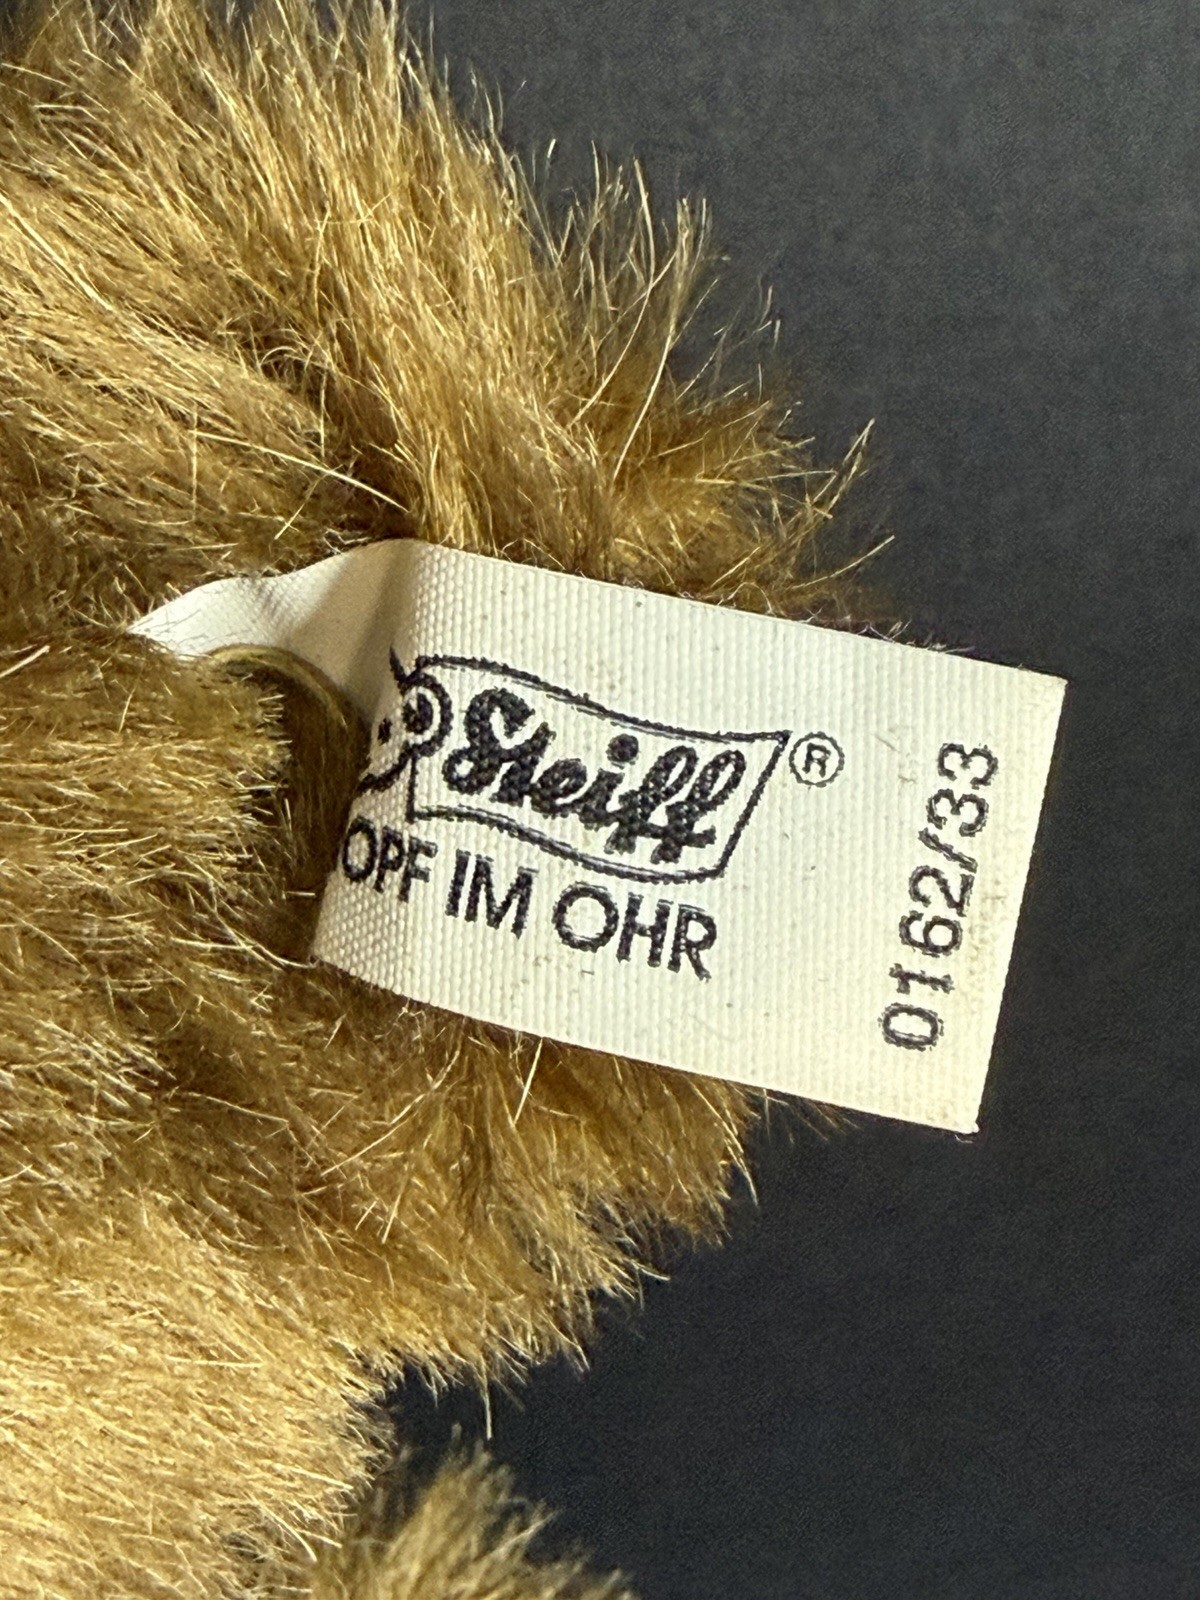 Steiff®
OPF IM OHR
0162/33